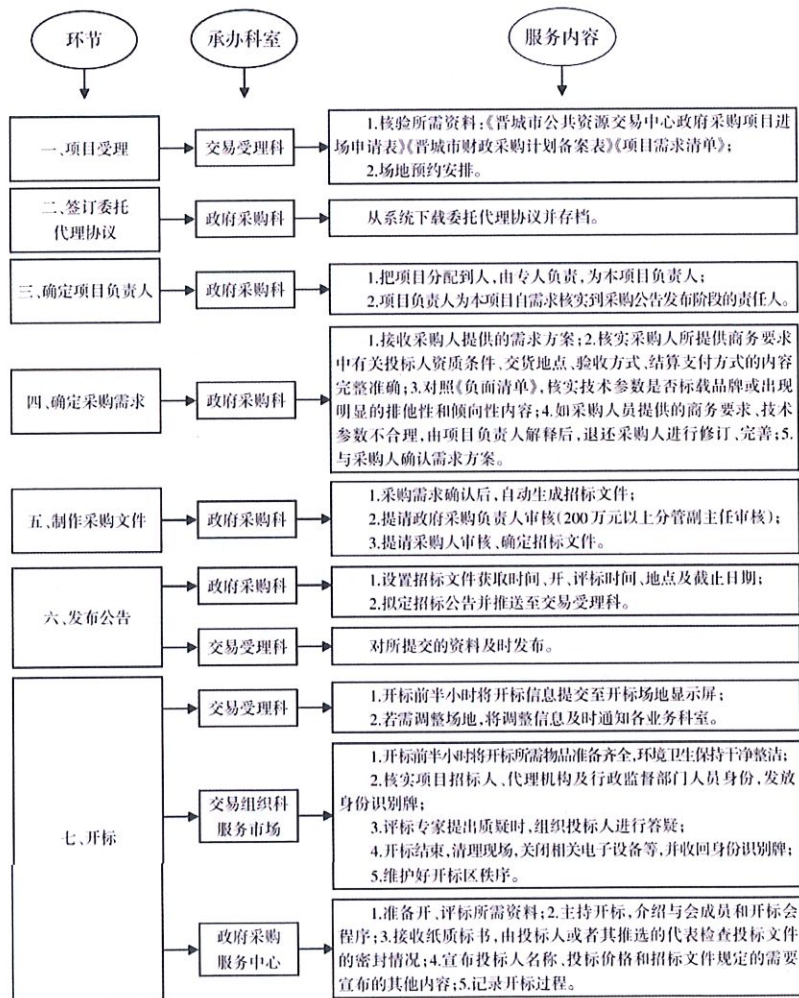 环节
承办科室
服务内容
一、项目受理
交易受理科
1.核验所需资料:《晋城市公共资源交易中心政府采购项目进
场申请表》《晋城市财政采购计划备案表》《项目需求清单》;
2.场地预约安排。
二、签订委托
代理协议
政府采购科
从系统下载委托代理协议并存档。
三、确定项目负责人
政府采购科
1.把项目分配到人,由专人负责,为本项目负责人;
2.项目负责人为本项目自需求核实到采购公告发布阶段的责任人。
四、确定采购需求
政府采购科
1.接收采购人提供的需求方案;2.核实采购人所提供商务要求
中有关投标人资质条件、交货地点、验收方式、结算支付方式的内容
完整准确;3.对照《负面清单》,核实技术参数是否标载品牌或出现
明显的排他性和倾向性内容;4.如采购人员提供的商务要求、技术
参数不合理,由项目负责人解释后,退还采购人进行修订、完善;5.
与采购人确认需求方案。
五、制作采购文件
政府采购科
1.采购需求确认后,自动生成招标文件;
2.提请政府采购负责人审核(200万元以上分管副主任审核);
3.提请采购人审核、确定招标文件。
六、发布公告
政府采购科
1.设置招标文件获取时间、开、评标时间、地点及截止日期;
2.拟定招标公告并推送至交易受理科。
交易受理科
对所提交的资料及时发布。
七、开标
交易受理科
1.开标前半小时将开标信息提交至开标场地显示屏;
2.若需调整场地,将调整信息及时通知各业务科室。
交易组织科
服务市场
1.开标前半小时将开标所需物品准备齐全,环境卫生保持干净整洁;
2.核实项目招标人、代理机构及行政监督部门人员身份,发放
身份识别牌;
3.评标专家提出质疑时,组织投标人进行答疑;
4.开标结束,清理现场,关闭相关电子设备等,并收回身份识别牌;
5.维护好开标区秩序。
政府采购
服务中心
1.准备开、评标所需资料;2.主持开标,介绍与会成员和开标会
程序;3.接收纸质标书,由投标人或者其推选的代表检查投标文件
的密封情况;4.宣布投标人名称、投标价格和招标文件规定的需要
宣布的其他内容;5.记录开标过程。